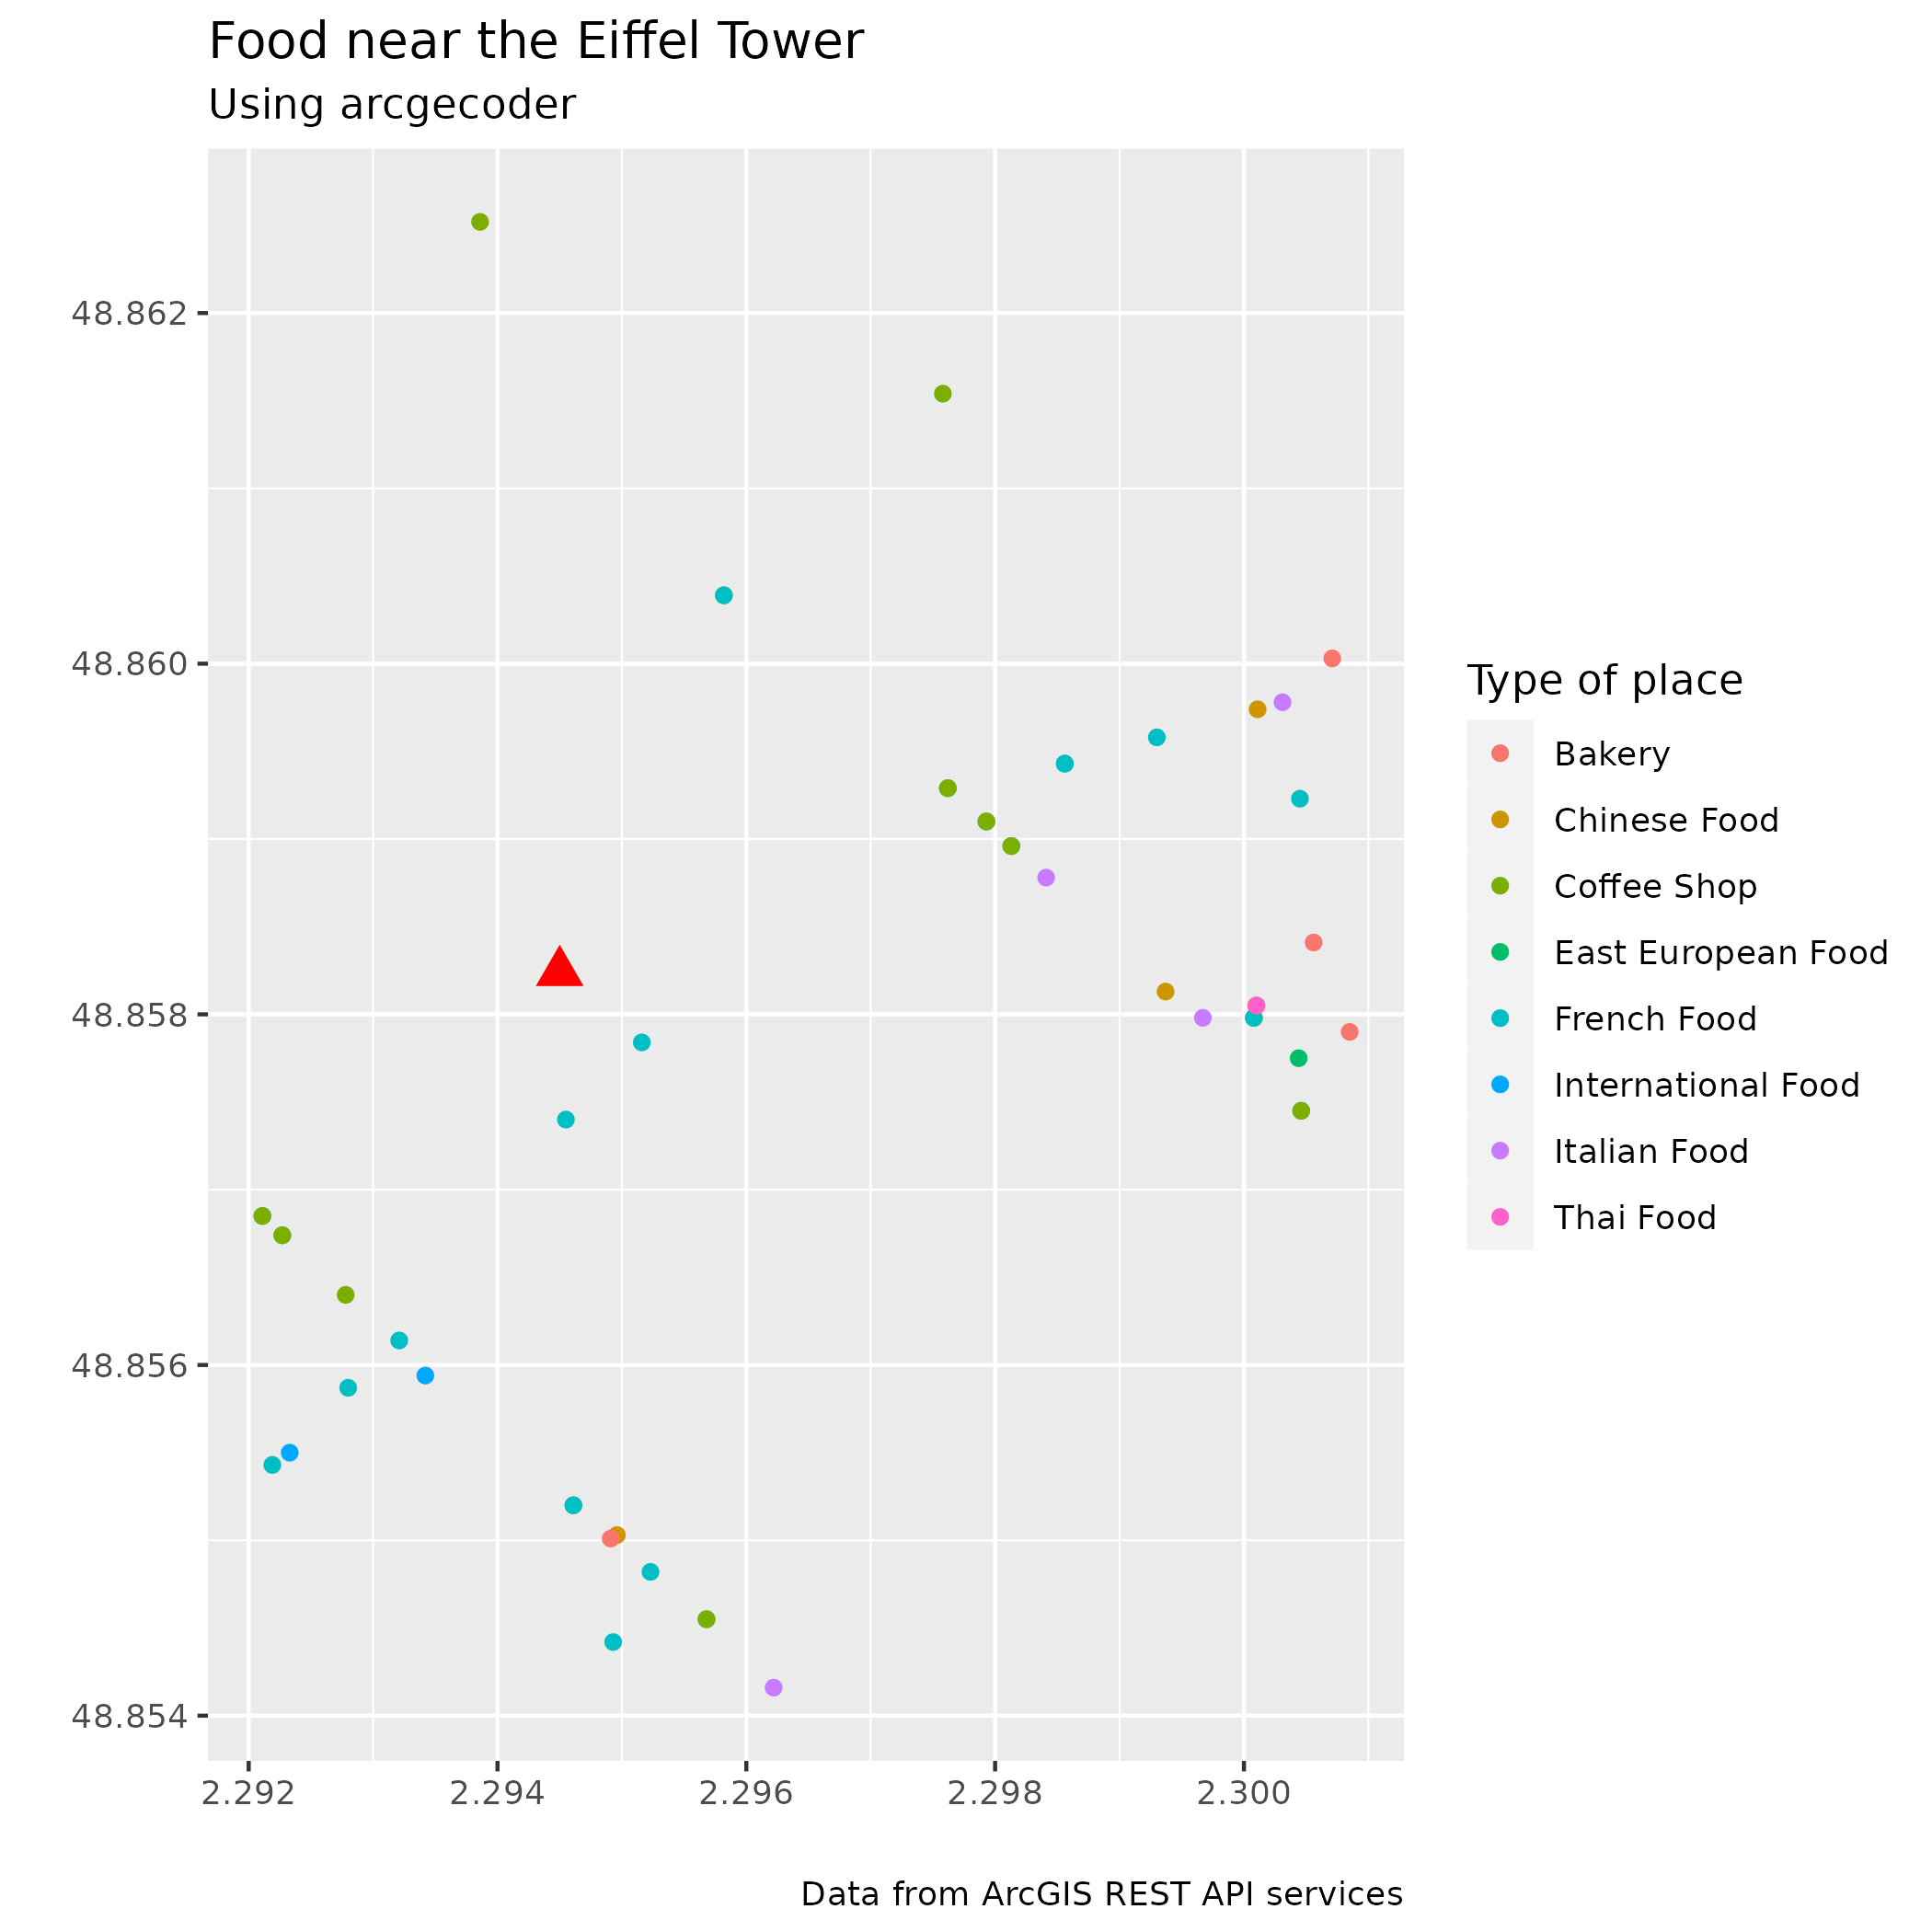 Food near the Eiffel Tower
Using arcgecoder
48.862
48.860
48.858
48.856
48.854
2.292 2.294 2.296 2.298 2.300
Type of place
Bakery
Chinese Food
Coffee Shop
East European Food
French Food
International Food
Italian Food
Thai Food
Data from ArcGIS REST API services